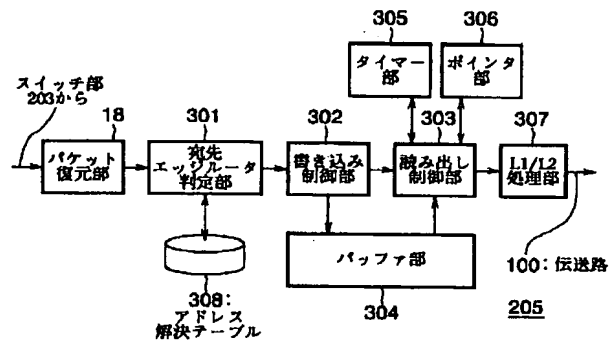 305
306
タイマー
部
ポインタ
部
スイッチ部
203から
18
301
302
303
307
パケット
復元部
宛先
エッジルータ
判定部
書き込み
制御部
読み出し
制御部
L1/L2
処理部
バッファ部
304
308:
アドレス
解決テーブル
100:伝送路
205